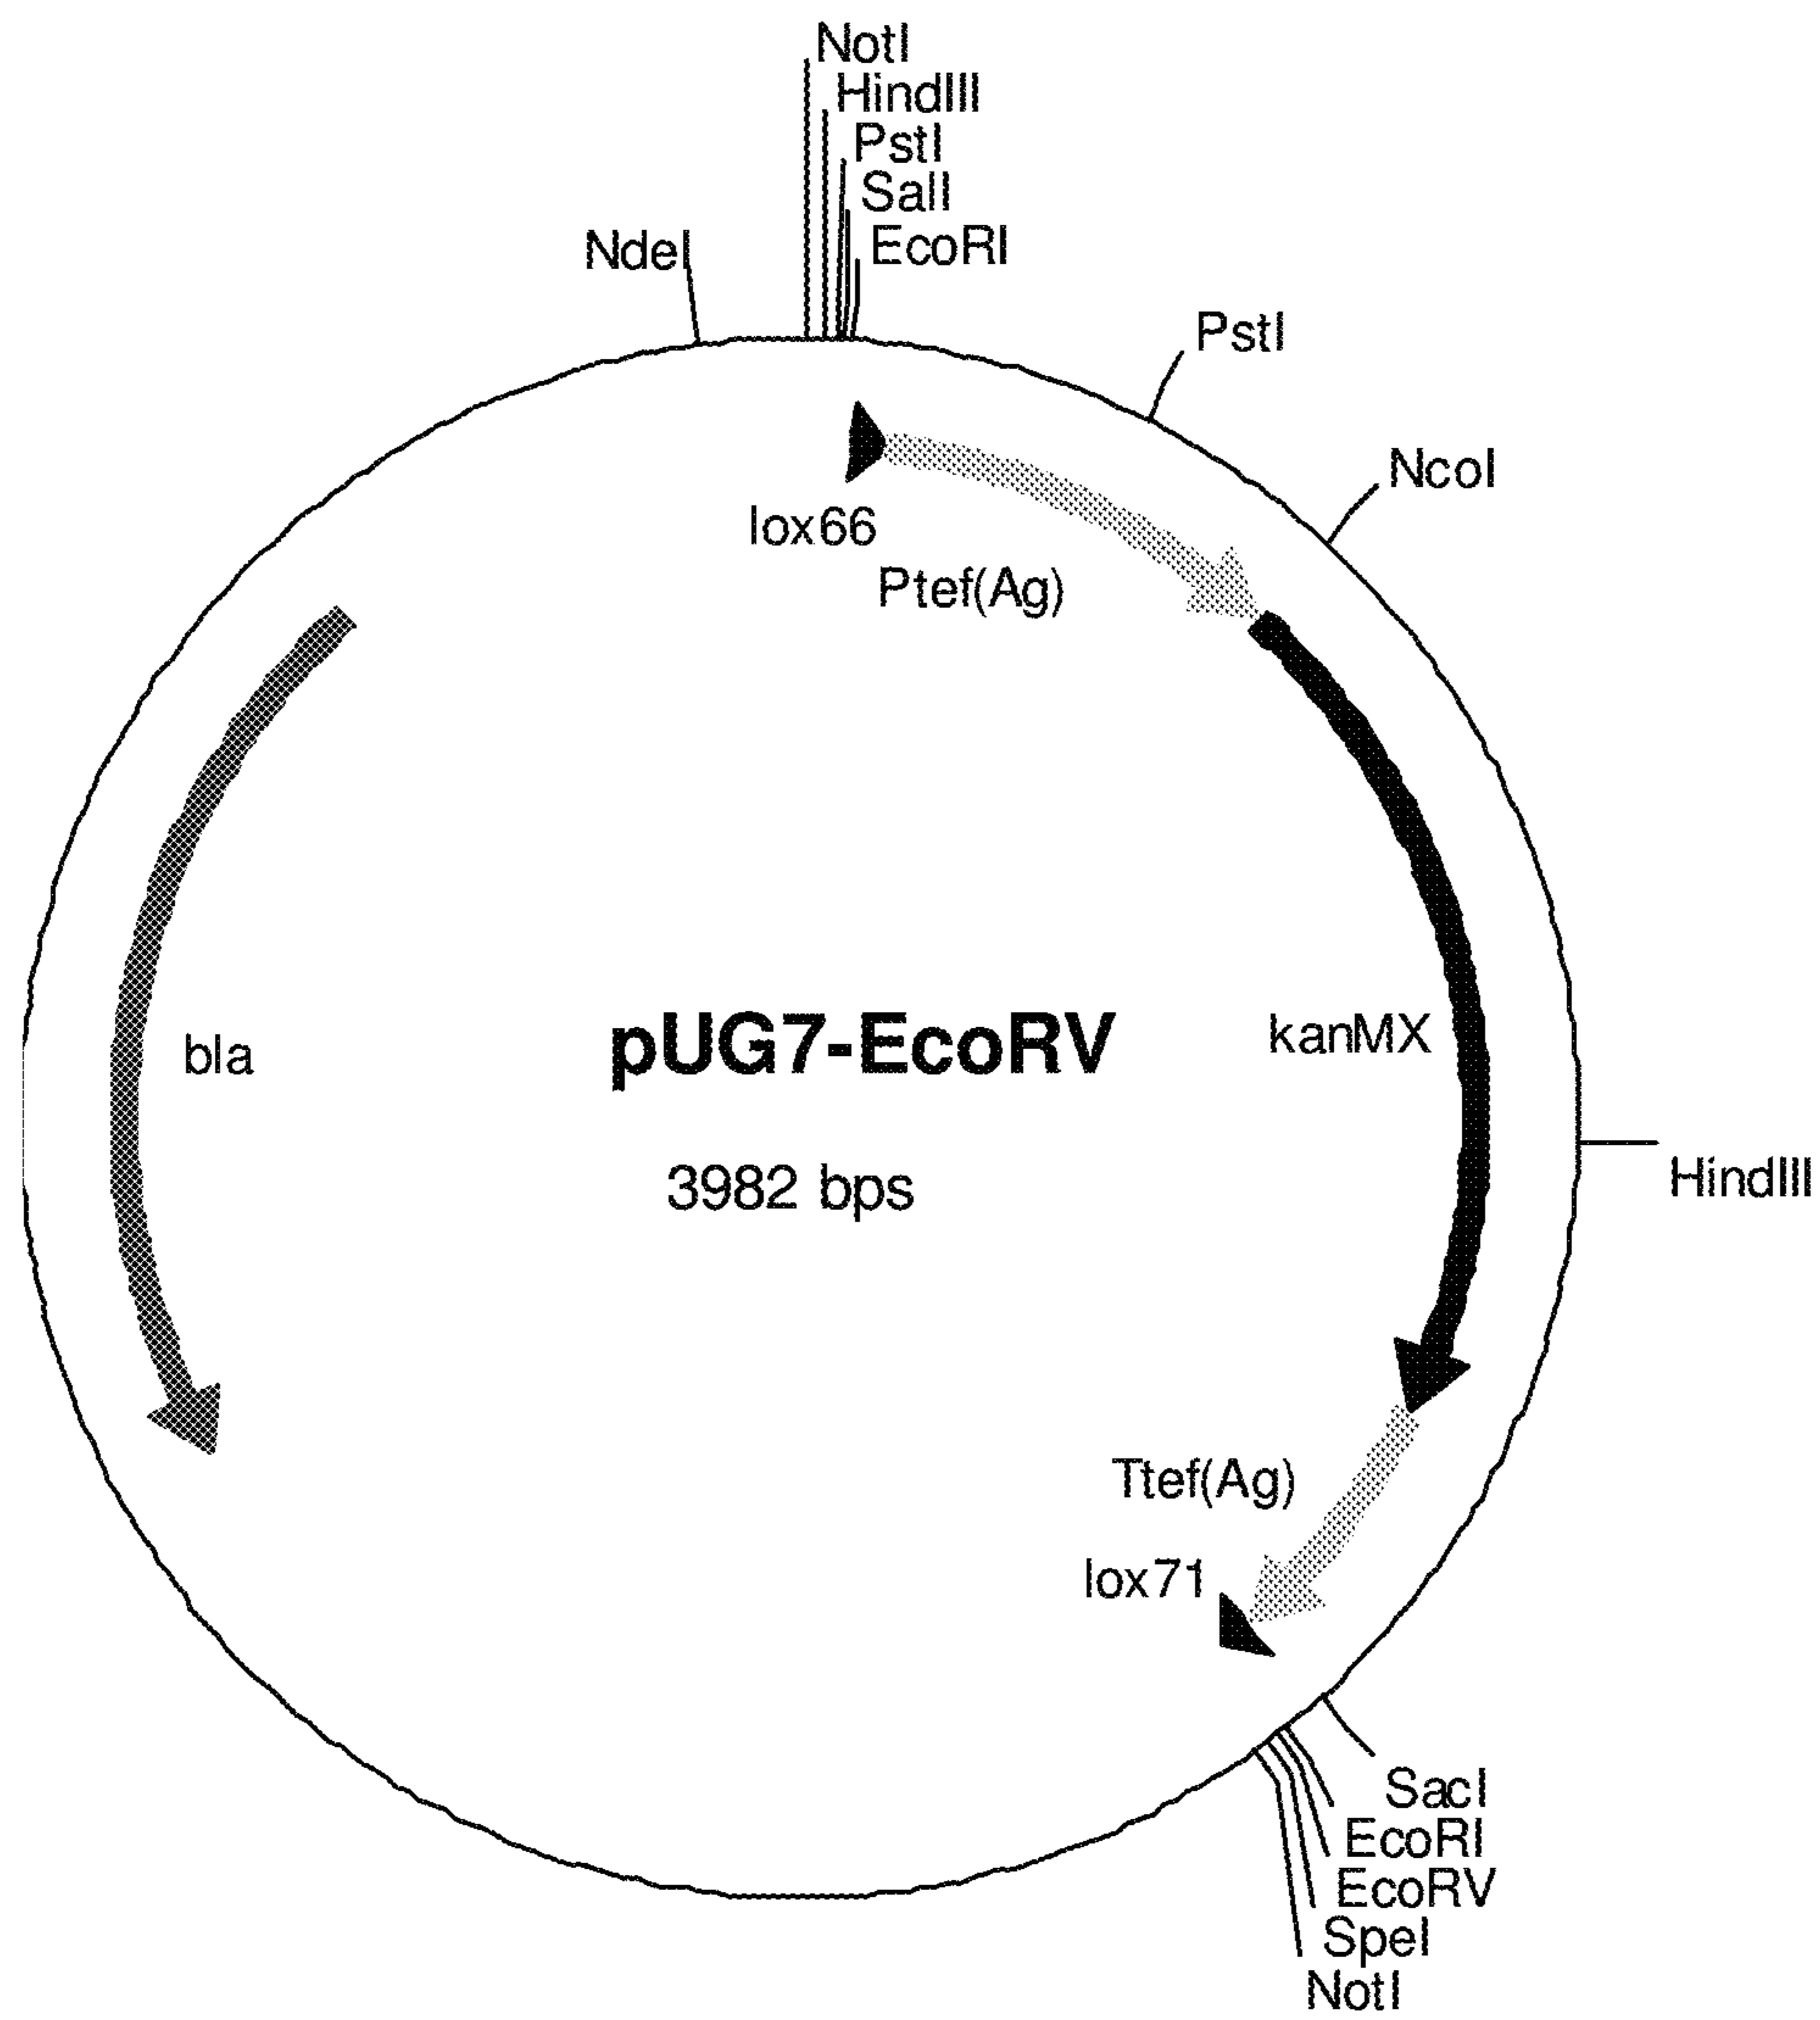 NotI
HindIII
PstI
SalI
EcoRI
NdeI
PstI
NcoI
lox66
Ptef(Ag)
bla
pUG7-EcoRV
kanMX
3982 bps
HindIII
Ttef(Ag)
lox71
SacI
EcoRI
EcoRV
SpeI
NotI